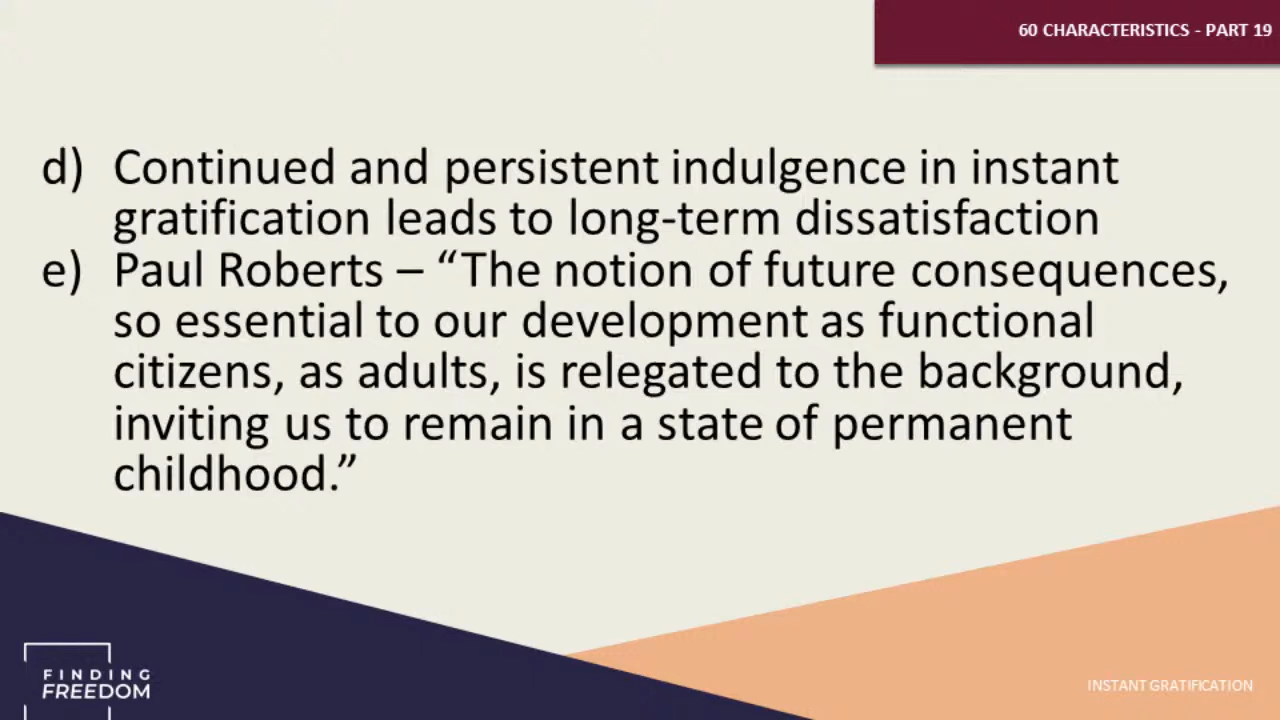 60 CHARACTERISTICS - PART 19
d) Continued and persistent indulgence in instant
gratification leads to long-term dissatisfaction
e) Paul Roberts – “The notion of future consequences,
so essential to our development as functional
citizens, as adults, is relegated to the background,
inviting us to remain in a state of permanent
childhood.”
FINDING
FREEDOM
INSTANT GRATIFICATION